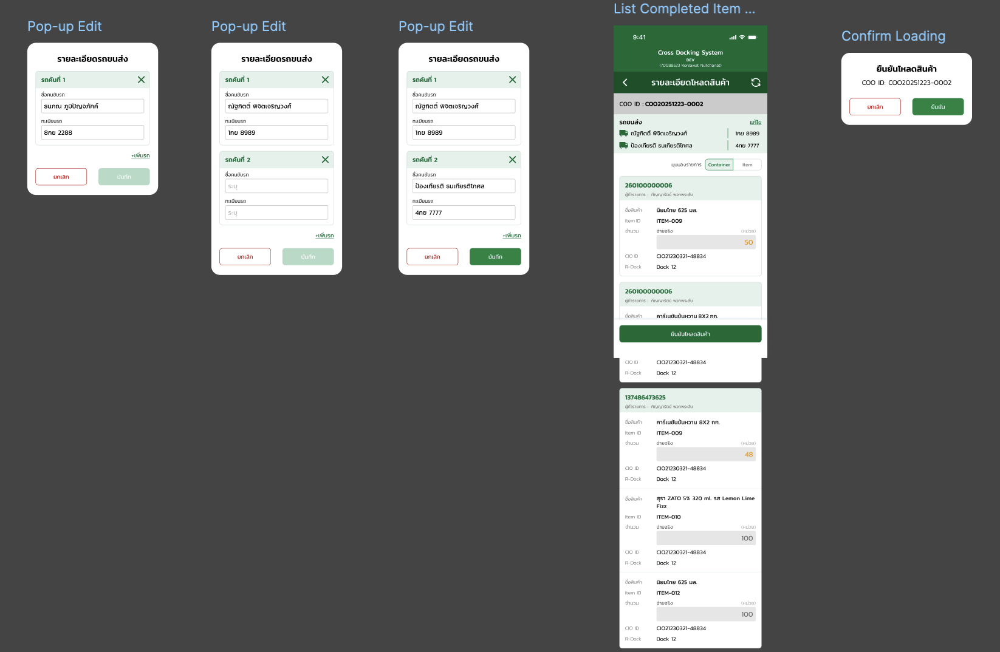 Pop-up Edit
รายละเอียดรถขนส่ง
รถคันที่ 1
ชื่อคนขับรถ
ธนภณ ภูมิปัญจภัคค์
ทะเบียนรถ
8กย 2288
+เพิ่มรถ
ยกเลิก
บันทึก
Pop-up Edit
รายละเอียดรถขนส่ง
รถคันที่ 1
ชื่อคนขับรถ
ณัฐกิตติ์ พิจิตเจริญวงศ์
ทะเบียนรถ
1กย 8989
รถคันที่ 2
ชื่อคนขับรถ
ระบุ
ทะเบียนรถ
ระบุ
+เพิ่มรถ
ยกเลิก
บันทึก
Pop-up Edit
รายละเอียดรถขนส่ง
รถคันที่ 1
ชื่อคนขับรถ
ณัฐกิตติ์ พิจิตเจริญวงศ์
ทะเบียนรถ
1กย 8989
รถคันที่ 2
ชื่อคนขับรถ
ป้องเกียรติ ธนเกียรติโกศล
ทะเบียนรถ
4กย 7777
+เพิ่มรถ
ยกเลิก
บันทึก
List Completed Item ...
9:41
Cross Docking System
DEV
(70088523 Konlawat Nutchanat)
รายละเอียดโหลดสินค้า
COO ID : COO20251223-0002
รถขนส่ง แก้ไข
ณัฐกิตติ์ พิจิตเจริญวงศ์ 1กย 8989
ป้องเกียรติ ธนเกียรติโกศล 4กย 7777
มุมมองรายการ Container Item
260100000006
ผู้ทำรายการ : กัญญารัตน์ พวกพระลับ
ชื่อสินค้า นิยมไทย 625 มล.
Item ID ITEM-009
จำนวน จ่ายจริง (หน่วย)
50
CIO ID CIO21230321-48834
R-Dock Dock 12
260100000006
ผู้ทำรายการ : กัญญารัตน์ พวกพระลับ
ชื่อสินค้า คาร์เนชันข้นหวาน 8X2 กก.
ยืนยันโหลดสินค้า
CIO ID CIO21230321-48834
R-Dock Dock 12
137486473625
ผู้ทำรายการ : กัญญารัตน์ พวกพระลับ
ชื่อสินค้า คาร์เนชันข้นหวาน 8X2 กก.
Item ID ITEM-009
จำนวน จ่ายจริง (หน่วย)
48
CIO ID CIO21230321-48834
R-Dock Dock 12
ชื่อสินค้า สุรา ZATO 5% 320 ml. รส Lemon Lime
Fizz
Item ID ITEM-010
จำนวน จ่ายจริง (หน่วย)
100
CIO ID CIO21230321-48834
R-Dock Dock 12
ชื่อสินค้า นิยมไทย 625 มล.
Item ID ITEM-012
จำนวน จ่ายจริง (หน่วย)
100
CIO ID CIO21230321-48834
R-Dock Dock 12
Confirm Loading
ยืนยันโหลดสินค้า
COO ID: COO20251223-0002
ยกเลิก
ยืนยัน